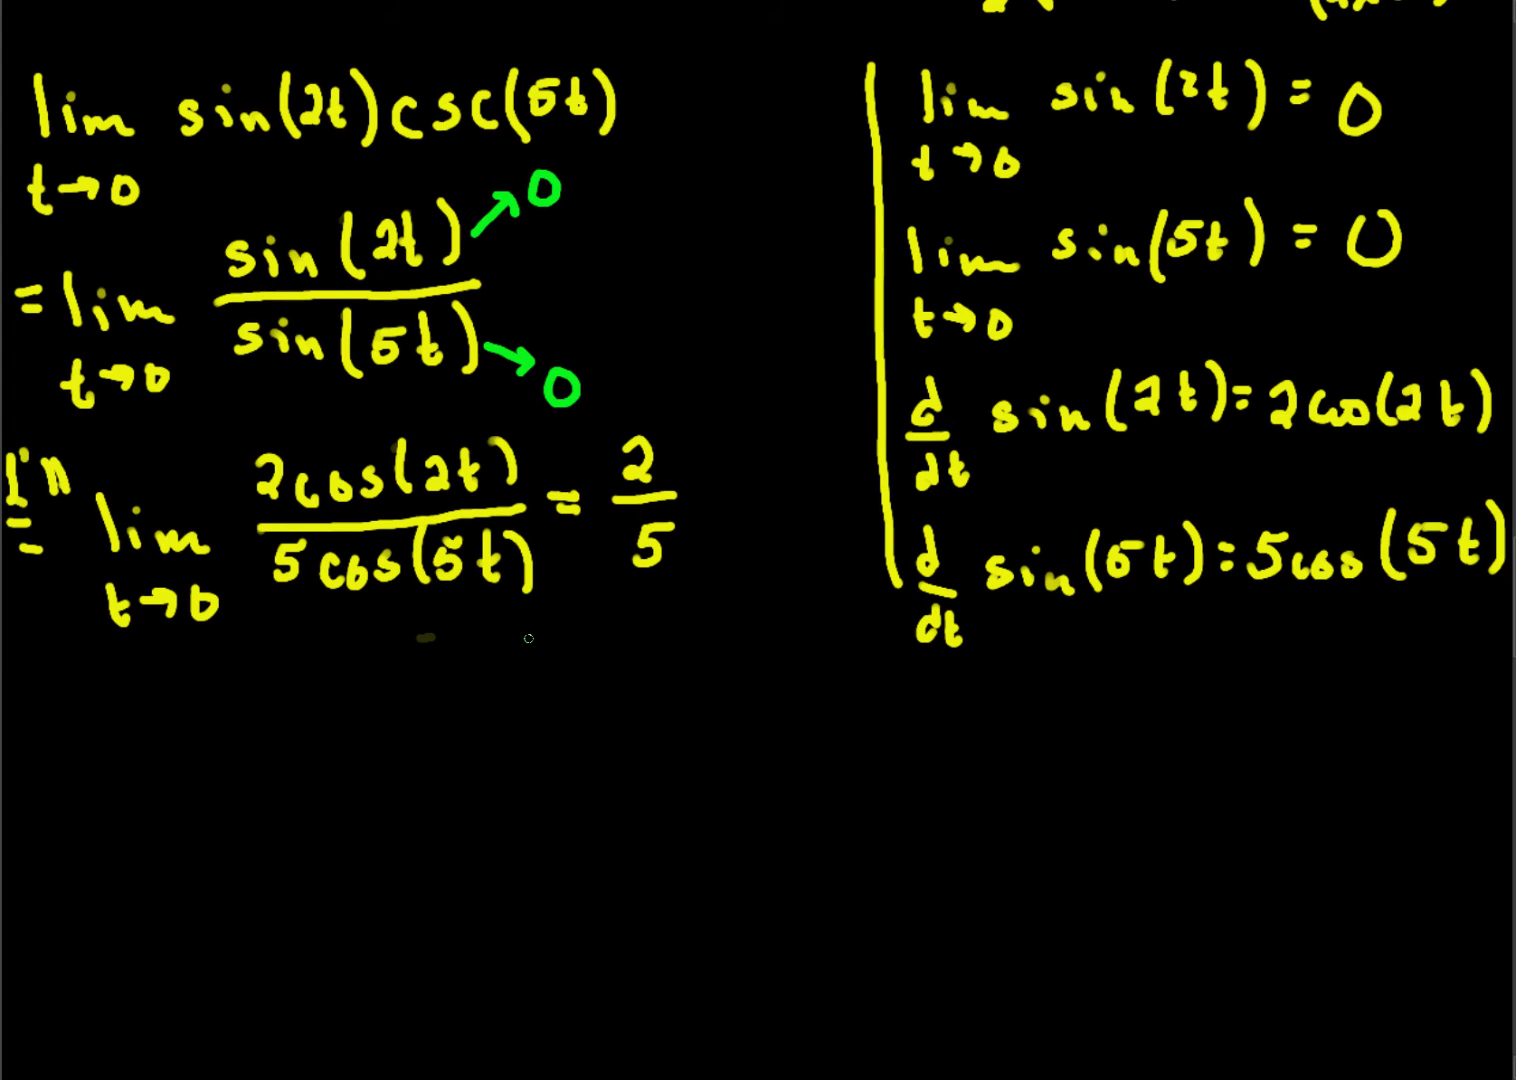 lim sin(2t)csc(5t)
t→0
= lim sin(2t) →0
t→0 sin(5t) →0
l'H
= lim 2cos(2t) = 2
t→0 5cos(5t) 5
lim sin(2t) = 0
t→0
lim sin(5t) = 0
t→0
d sin(2t) = 2cos(2t)
dt
d sin(5t) = 5cos(5t)
dt